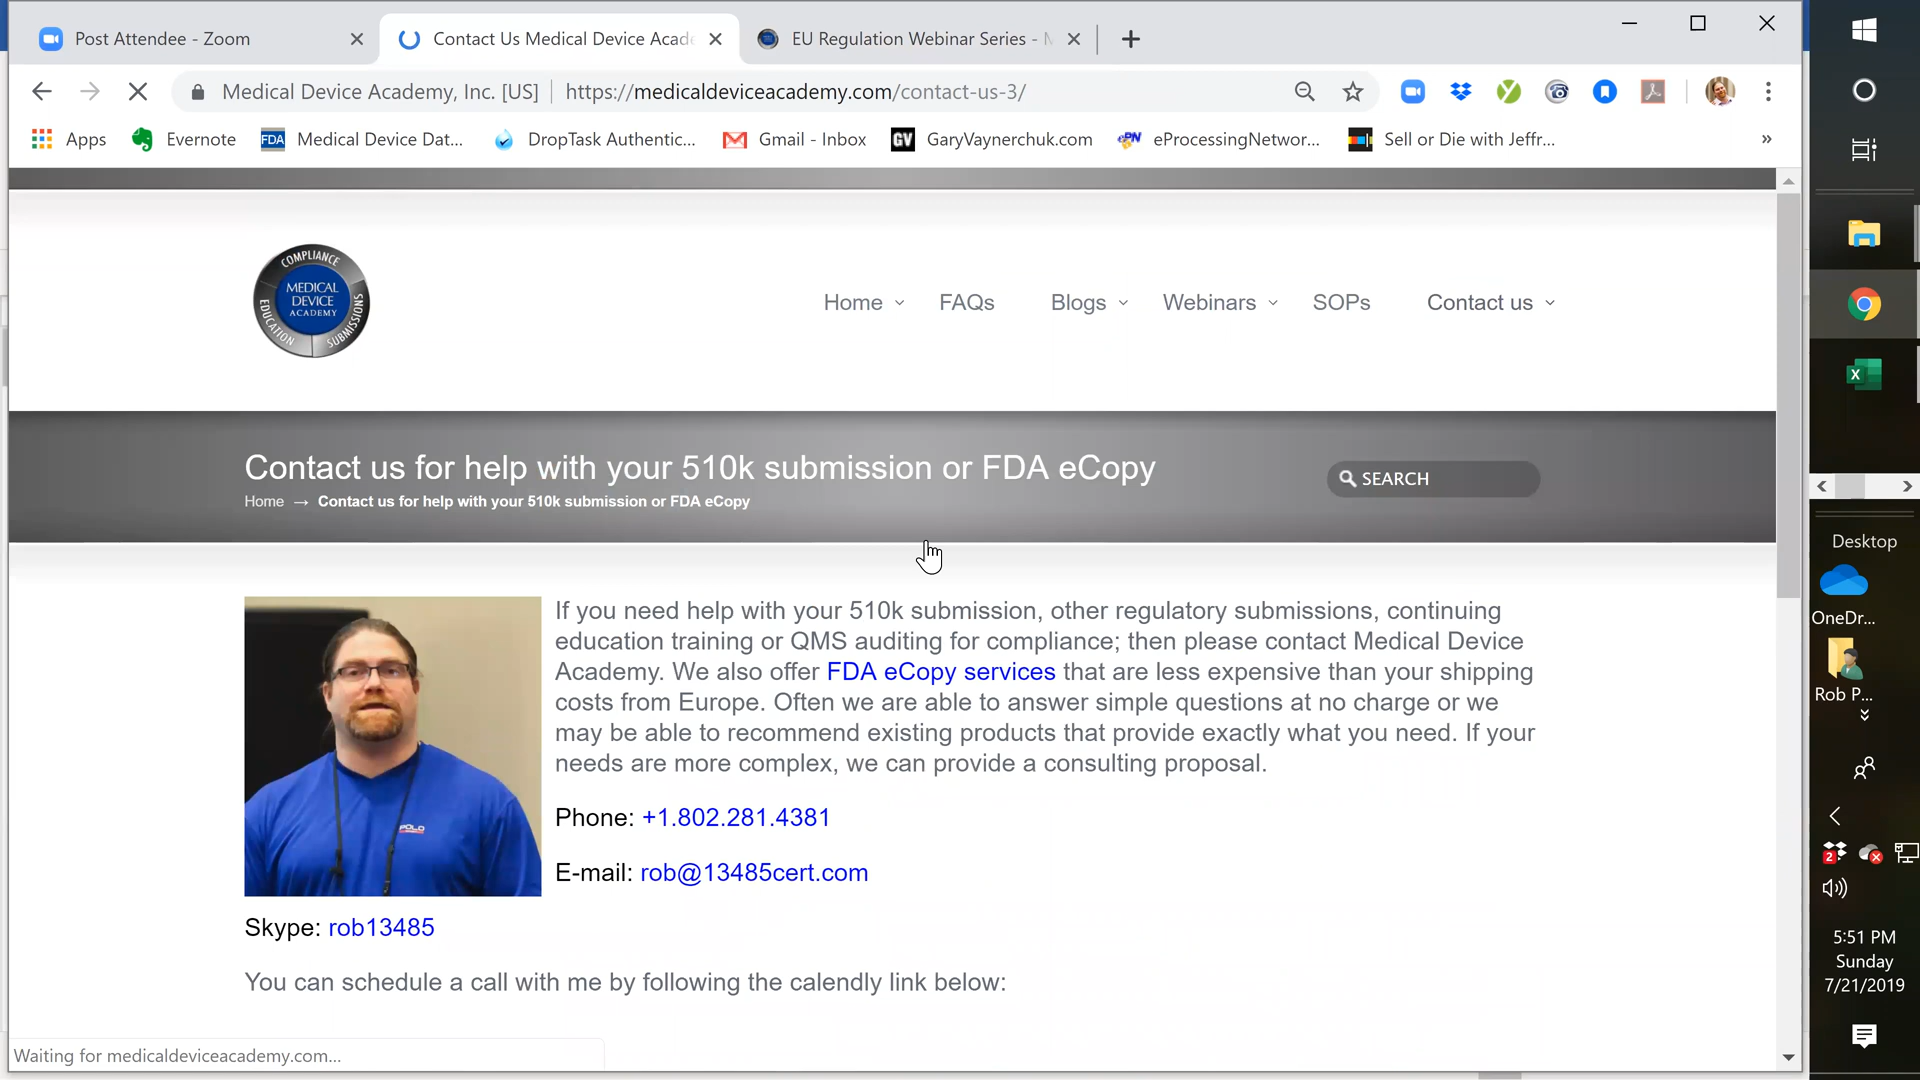 Post Attendee - Zoom
Contact Us Medical Device Acad
EU Regulation Webinar Series - M
Medical Device Academy, Inc. [US]
https://medicaldeviceacademy.com/contact-us-3/
Apps
Evernote
FDA
Medical Device Dat...
DropTask Authentic...
Gmail - Inbox
GV
GaryVaynerchuk.com
ePN
eProcessingNetwor...
Sell or Die with Jeffr...
»
COMPLIANCE
MEDICAL
DEVICE
ACADEMY
EDUCATION
SUBMISSIONS
Home
FAQs
Blogs
Webinars
SOPs
Contact us
Contact us for help with your 510k submission or FDA eCopy
Home → Contact us for help with your 510k submission or FDA eCopy
SEARCH
If you need help with your 510k submission, other regulatory submissions, continuing
education training or QMS auditing for compliance; then please contact Medical Device
Academy. We also offer FDA eCopy services that are less expensive than your shipping
costs from Europe. Often we are able to answer simple questions at no charge or we
may be able to recommend existing products that provide exactly what you need. If your
needs are more complex, we can provide a consulting proposal.
POLO
Phone: +1.802.281.4381
E-mail: rob@13485cert.com
Skype: rob13485
You can schedule a call with me by following the calendly link below:
Waiting for medicaldeviceacademy.com...
Desktop
OneDr...
Rob P...
2
5:51 PM
Sunday
7/21/2019